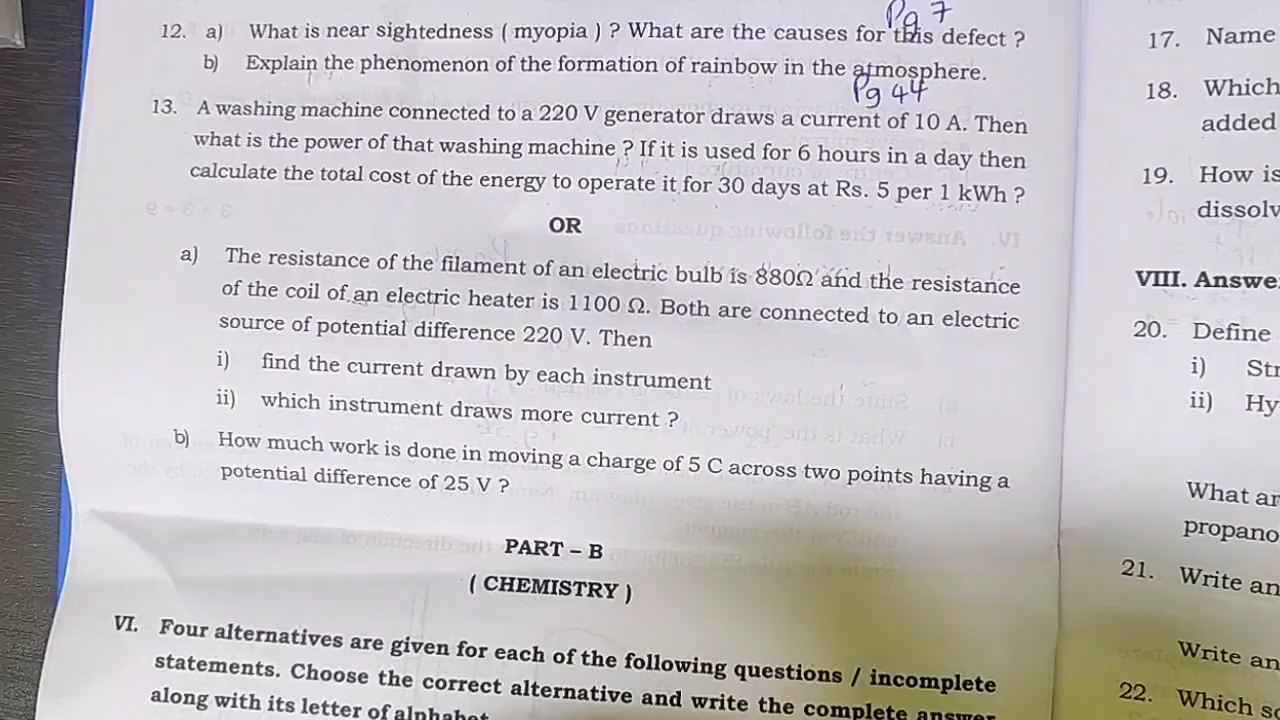 Pg 7
12. a) What is near sightedness ( myopia ) ? What are the causes for this defect ?
b) Explain the phenomenon of the formation of rainbow in the atmosphere.
Pg 44
13. A washing machine connected to a 220 V generator draws a current of 10 A. Then
what is the power of that washing machine ? If it is used for 6 hours in a day then
calculate the total cost of the energy to operate it for 30 days at Rs. 5 per 1 kWh ?
OR
a) The resistance of the filament of an electric bulb is 880Ω and the resistance
of the coil of an electric heater is 1100 Ω. Both are connected to an electric
source of potential difference 220 V. Then
i) find the current drawn by each instrument
ii) which instrument draws more current ?
b) How much work is done in moving a charge of 5 C across two points having a
potential difference of 25 V ?
PART – B
( CHEMISTRY )
VI. Four alternatives are given for each of the following questions / incomplete
statements. Choose the correct alternative and write the complete answer
along with its letter of alphabet.
17. Name
18. Which
added
19. How is
dissolv
VIII. Answe
20. Define
i) Str
ii) Hy
What ar
propano
21. Write an
Write an
22. Which so